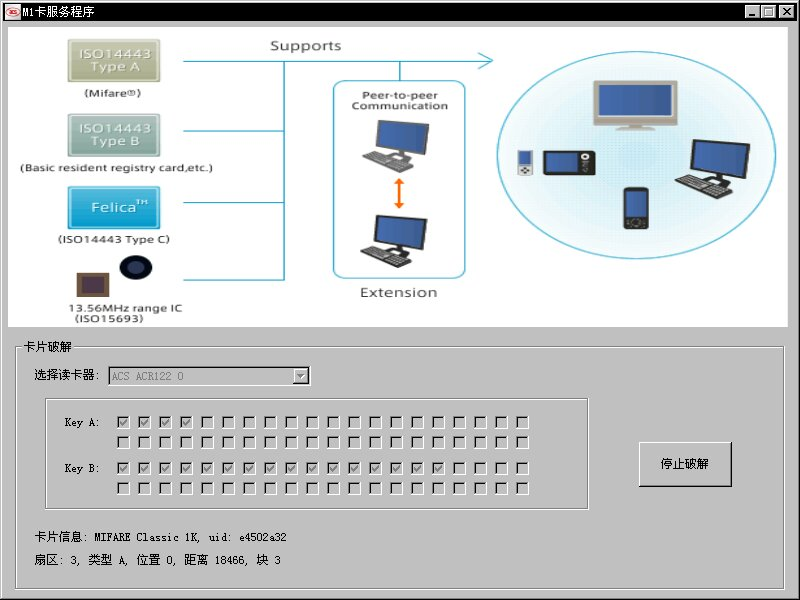 M1卡服务程序
Supports
ISO14443
Type A
(Mifare®)
ISO14443
Type B
(Basic resident registry card,etc.)
Felica™
(ISO14443 Type C)
13.56MHz range IC
(ISO15693)
Peer-to-peer
Communication
Extension
卡片破解
选择读卡器: ACS ACR122 0
Key A:
Key B:
停止破解
卡片信息: MIFARE Classic 1K, uid: e4502a32
扇区: 3, 类型 A, 位置 0, 距离 18466, 块 3